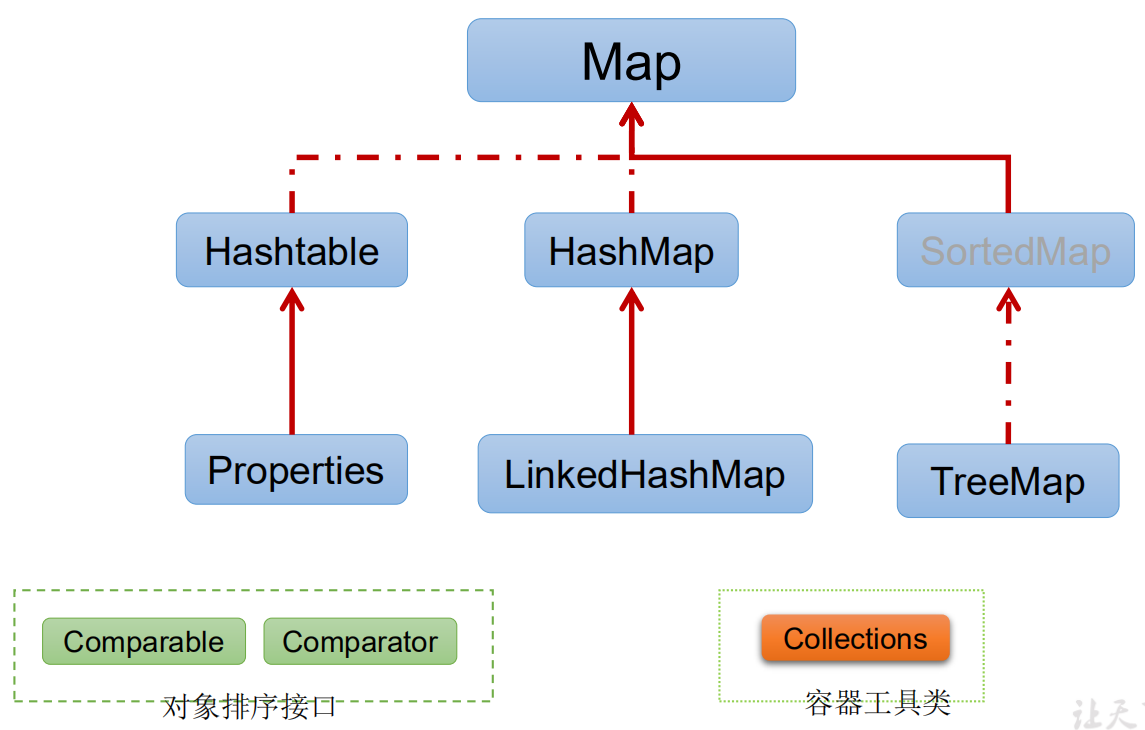 Map
Hashtable
HashMap
SortedMap
Properties
LinkedHashMap
TreeMap
Comparable
Comparator
Collections
对象排序接口
容器工具类
让天